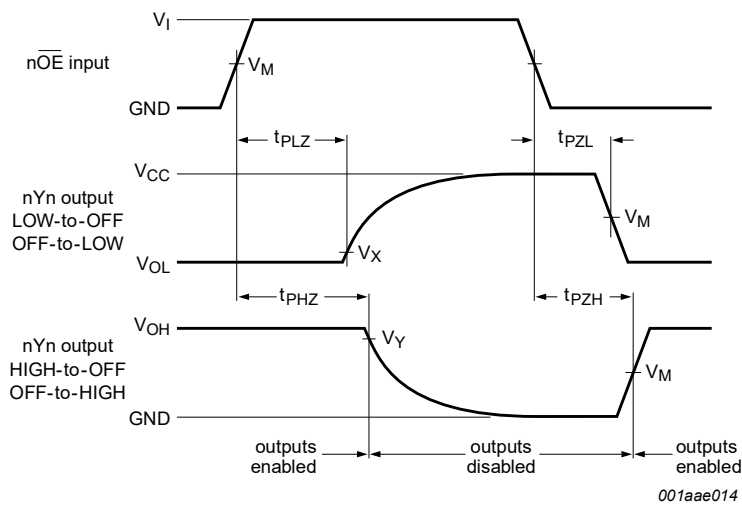 VI
nOE input
VM
GND
tPLZ
tPZL
VCC
nYn output
LOW-to-OFF
OFF-to-LOW
VM
VX
VOL
tPHZ
tPZH
VOH
nYn output
HIGH-to-OFF
OFF-to-HIGH
VY
VM
GND
outputs
enabled
outputs
disabled
outputs
enabled
001aae014